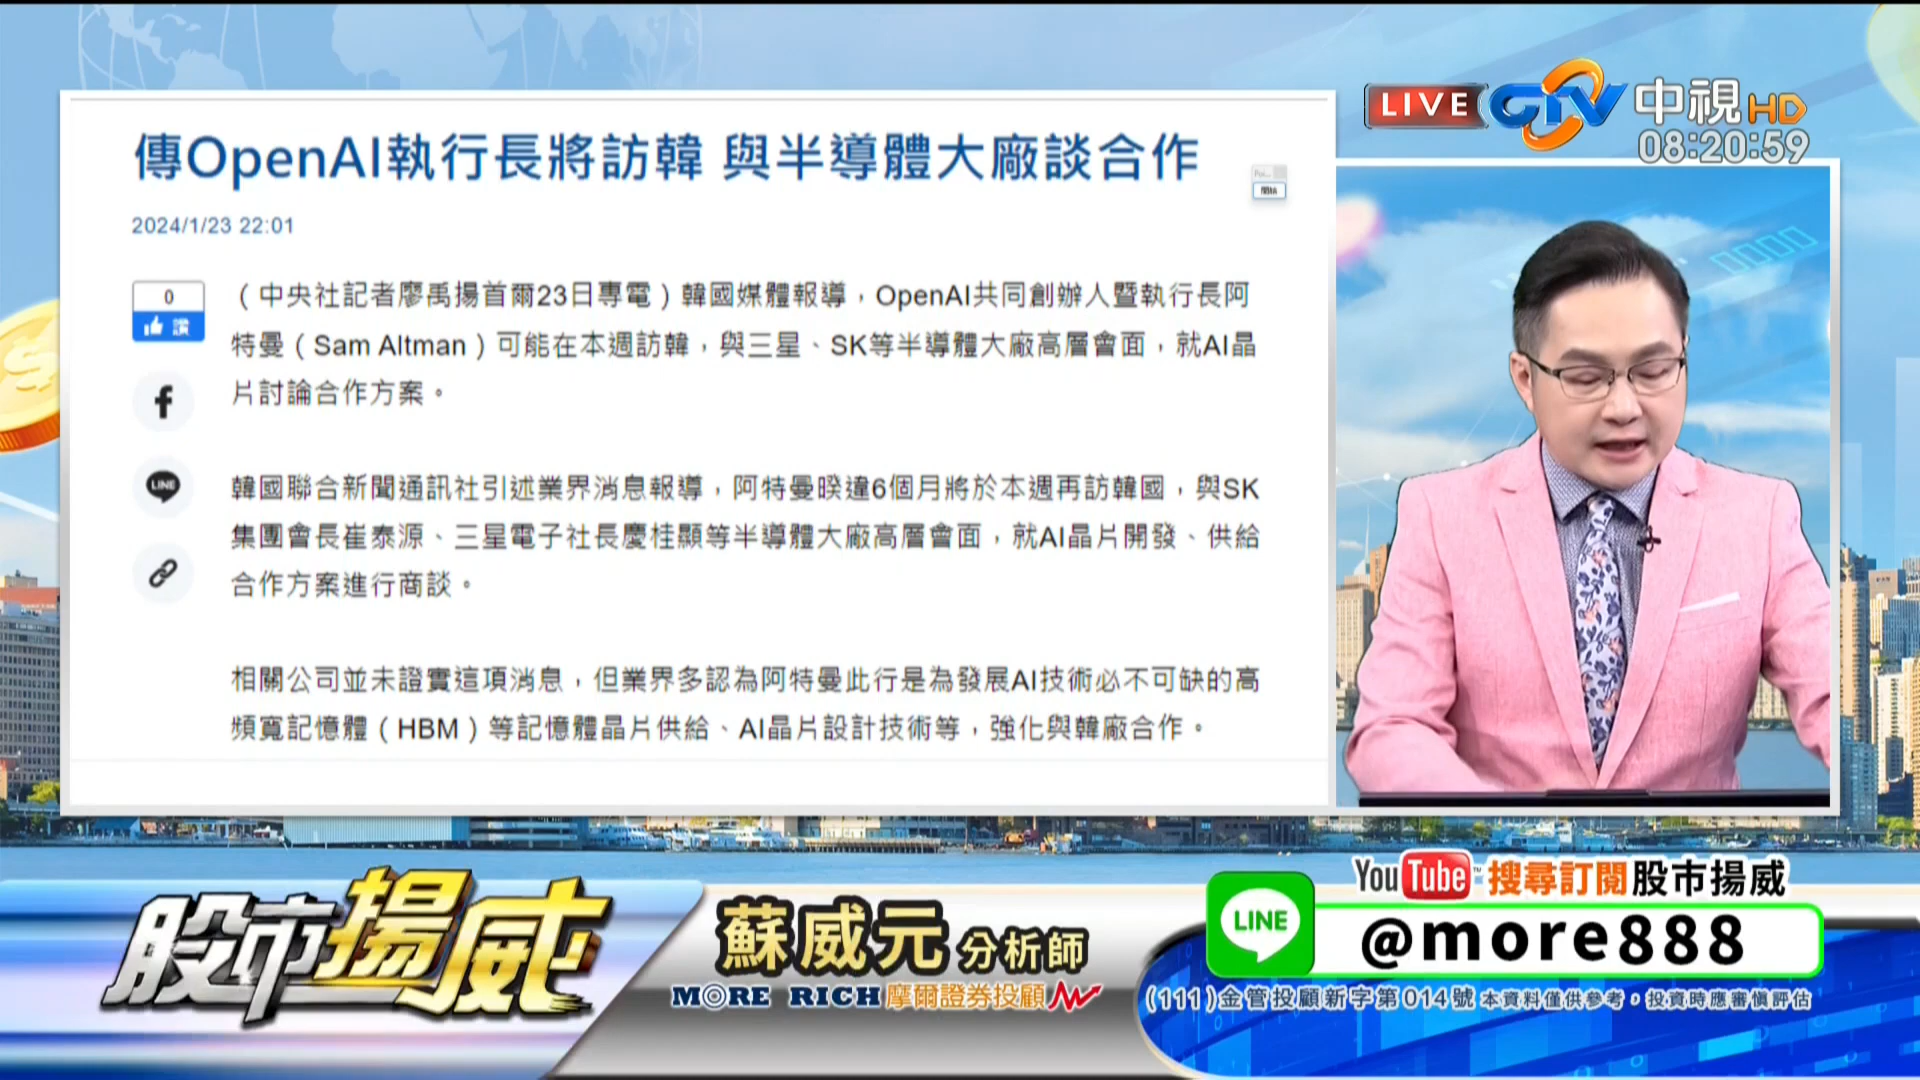 傳OpenAI執行長將訪韓 與半導體大廠談合作
2024/1/23 22:01
0
讚
（中央社記者廖禹揚首爾23日專電）韓國媒體報導，OpenAI共同創辦人暨執行長阿
特曼（Sam Altman）可能在本週訪韓，與三星、SK等半導體大廠高層會面，就AI晶
片討論合作方案。
LINE
韓國聯合新聞通訊社引述業界消息報導，阿特曼睽違6個月將於本週再訪韓國，與SK
集團會長崔泰源、三星電子社長慶桂顯等半導體大廠高層會面，就AI晶片開發、供給
合作方案進行商談。
相關公司並未證實這項消息，但業界多認為阿特曼此行是為發展AI技術必不可缺的高
頻寬記憶體（HBM）等記憶體晶片供給、AI晶片設計技術等，強化與韓廠合作。
LIVE CTV 中視HD
08:20:59
股市揚威
蘇威元 分析師
MORE RICH 摩爾證券投顧
YouTube™ 搜尋訂閱 股市揚威
LINE @more888
(111)金管投顧新字第014號 本資料僅供參考，投資時應審慎評估